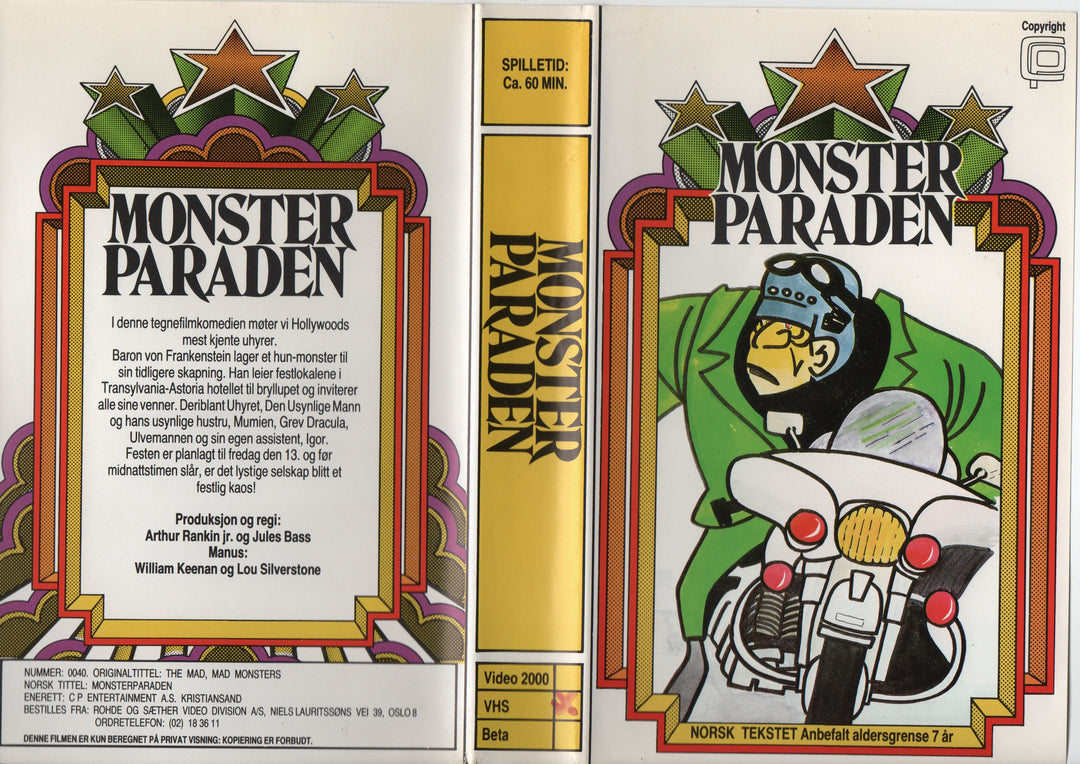 MONSTER
PARADEN
I denne tegnefilmkomedien møter vi Hollywoods
mest kjente uhyrer.
Baron von Frankenstein lager et hun-monster til
sin tidligere skapning. Han leier festlokalene i
Transylvania-Astoria hotellet til bryllupet og inviterer
alle sine venner. Deriblant Uhyret, Den Usynlige Mann
og hans usynlige hustru, Mumien, Grev Dracula,
Ulvemannen og sin egen assistent, Igor.
Festen er planlagt til fredag den 13. og før
midnattstimen slår, er det lystige selskap blitt et
festlig kaos!
Produksjon og regi:
Arthur Rankin jr. og Jules Bass
Manus:
William Keenan og Lou Silverstone
NUMMER: 0040. ORIGINALTITTEL: THE MAD, MAD MONSTERS
NORSK TITTEL: MONSTERPARADEN
ENERETT: C P ENTERTAINMENT A.S. KRISTIANSAND
BESTILLES FRA: ROHDE OG SÆTHER VIDEO DIVISION A/S, NIELS LAURITSSØNS VEI 39, OSLO 8
ORDRETELEFON: (02) 18 36 11
DENNE FILMEN ER KUN BEREGNET PÅ PRIVAT VISNING: KOPIERING ER FORBUDT.
SPILLETID:
Ca. 60 MIN.
MONSTER
PARADEN
Video 2000
VHS
Beta
Copyright
CP
MONSTER
PARADEN
NORSK TEKSTET Anbefalt aldersgrense 7 år